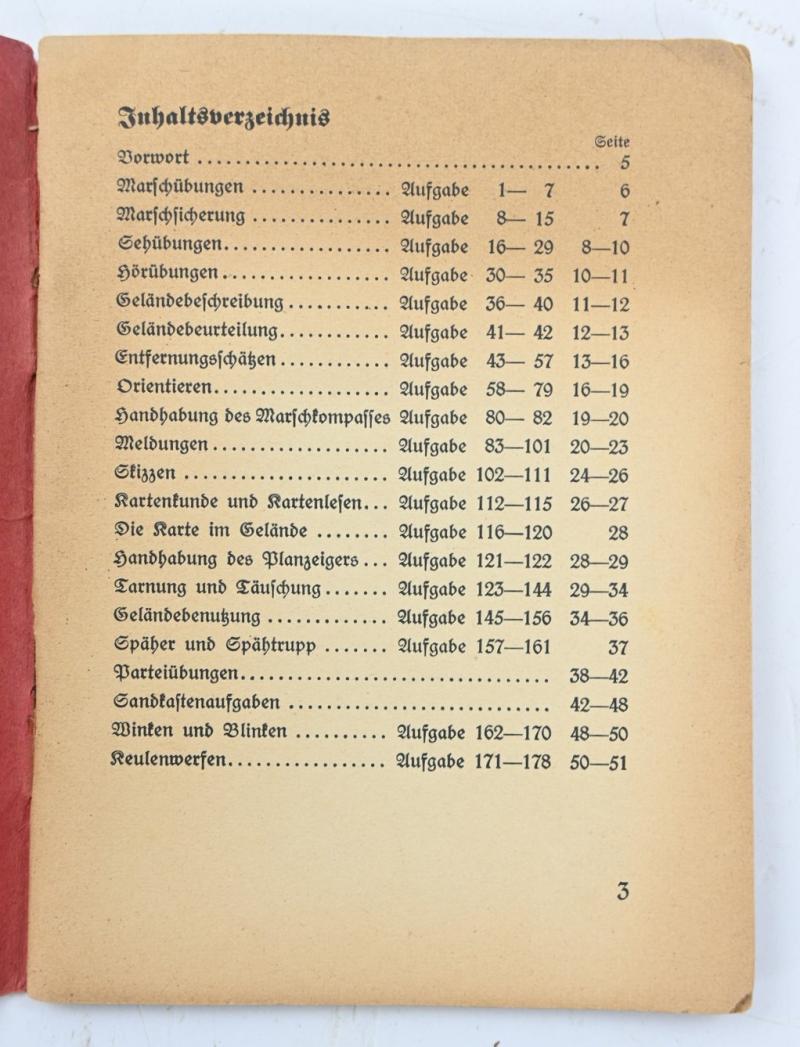 Inhaltsverzeichnis
Seite
Vorwort ........................................ 5
Marschübungen ............... Aufgabe 1— 7 6
Marschsicherung ............... Aufgabe 8— 15 7
Sehübungen.................. Aufgabe 16— 29 8—10
Hörübungen .................. Aufgabe 30— 35 10—11
Geländebeschreibung ........... Aufgabe 36— 40 11—12
Geländebeurteilung............ Aufgabe 41— 42 12—13
Entfernungsschätzen ............ Aufgabe 43— 57 13—16
Orientieren................... Aufgabe 58— 79 16—19
Handhabung des Marschkompasses Aufgabe 80— 82 19—20
Meldungen ................... Aufgabe 83—101 20—23
Skizzen ..................... Aufgabe 102—111 24—26
Kartenkunde und Kartenlesen... Aufgabe 112—115 26—27
Die Karte im Gelände ........ Aufgabe 116—120 28
Handhabung des Planzeigers ... Aufgabe 121—122 28—29
Tarnung und Täuschung ....... Aufgabe 123—144 29—34
Geländebenutzung ............. Aufgabe 145—156 34—36
Späher und Spähtrupp ....... Aufgabe 157—161 37
Parteiübungen................................. 38—42
Sandkastenaufgaben ............................ 42—48
Winken und Blinken .......... Aufgabe 162—170 48—50
Keulenwerfen................. Aufgabe 171—178 50—51
3